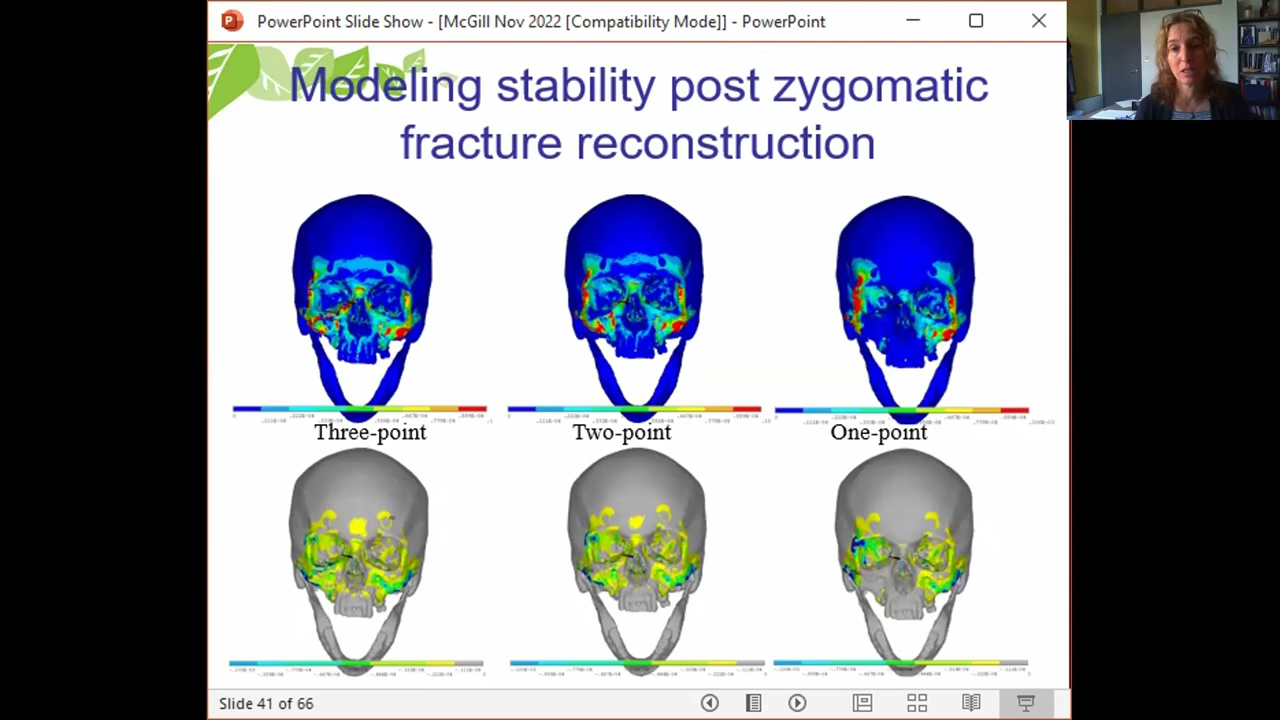 PowerPoint Slide Show - [McGill Nov 2022 [Compatibility Mode]] - PowerPoint
Modeling stability post zygomatic
fracture reconstruction
Three-point
Two-point
One-point
Slide 41 of 66